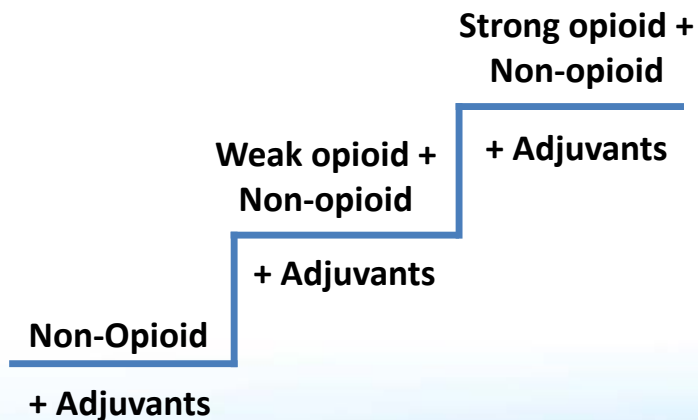 Strong opioid +
Non-opioid
+ Adjuvants
Weak opioid +
Non-opioid
+ Adjuvants
Non-Opioid
+ Adjuvants